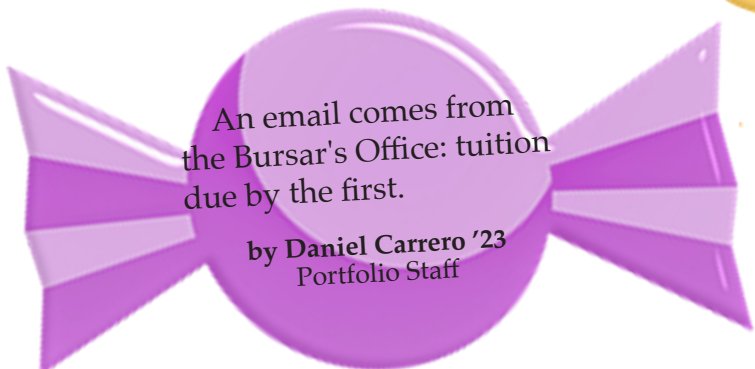 An email comes from
the Bursar's Office: tuition
due by the first.
by Daniel Carrero ’23
Portfolio Staff